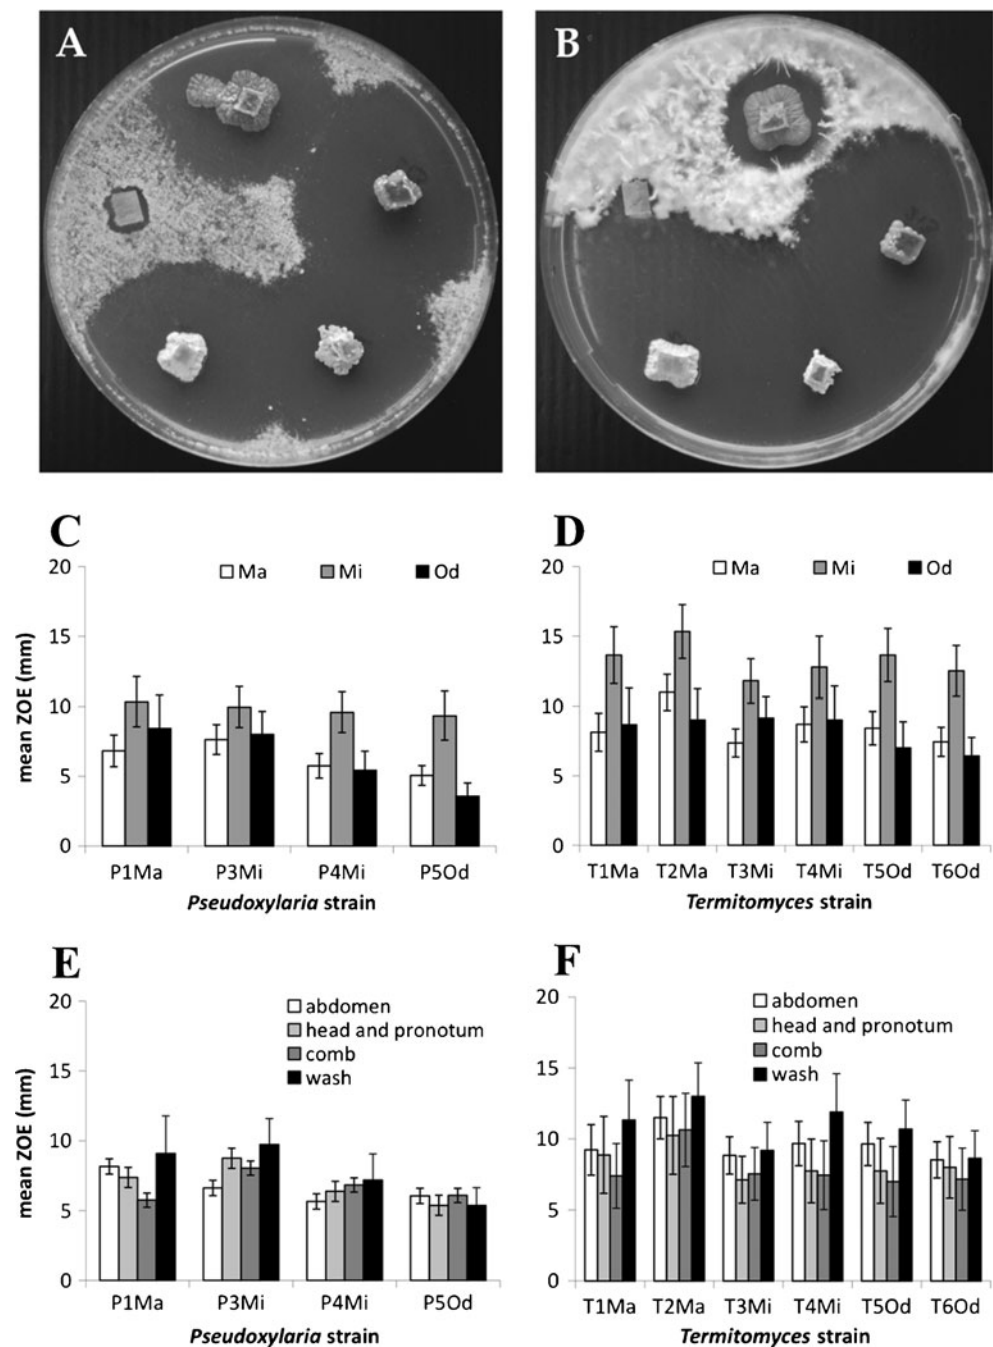 A
B
C
20
15
10
5
0
mean ZOE (mm)
Ma Mi Od
P1Ma P3Mi P4Mi P5Od
Pseudoxylaria strain
D
20
15
10
5
0
Ma Mi Od
T1Ma T2Ma T3Mi T4Mi T5Od T6Od
Termitomyces strain
E
20
15
10
5
0
mean ZOE (mm)
abdomen
head and pronotum
comb
wash
P1Ma P3Mi P4Mi P5Od
Pseudoxylaria strain
F
20
15
10
5
0
abdomen
head and pronotum
comb
wash
T1Ma T2Ma T3Mi T4Mi T5Od T6Od
Termitomyces strain